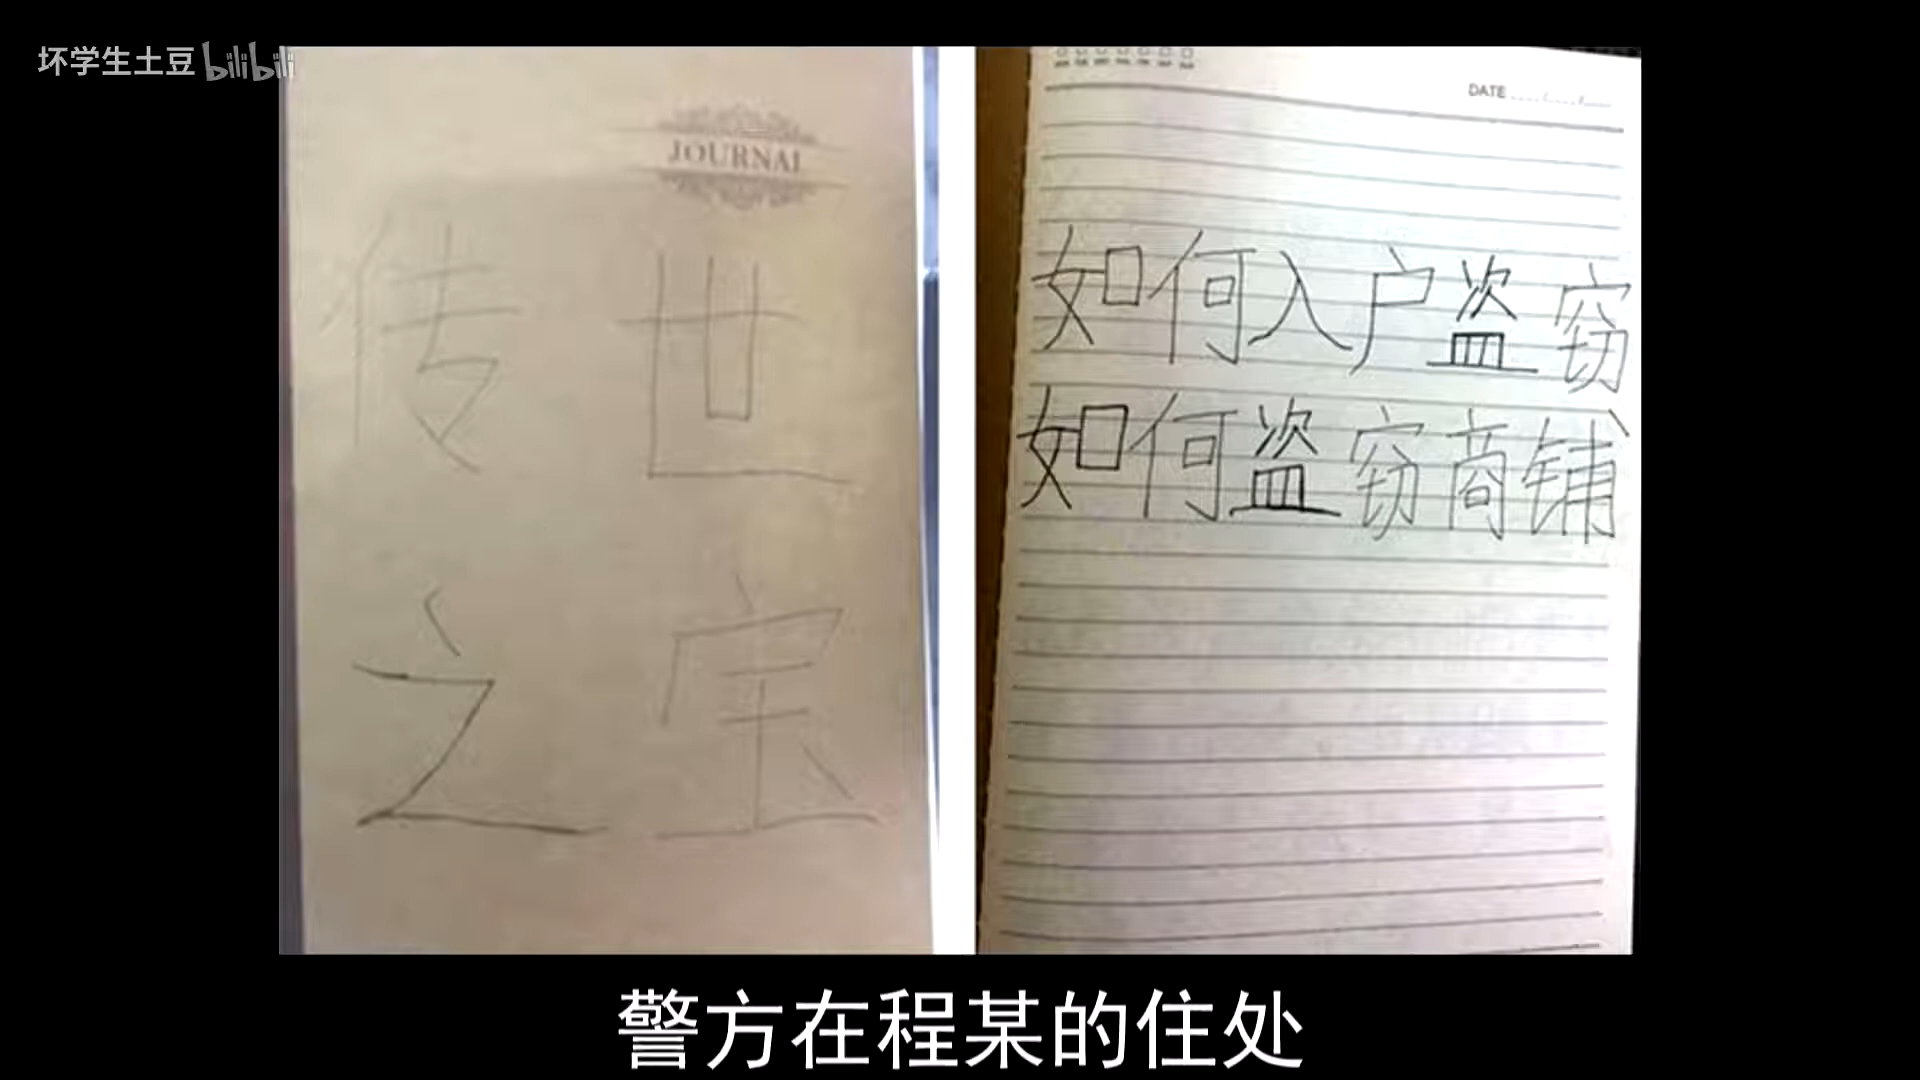 坏学生土豆 bilibili
JOURNAL
传世
之宝
DATE
如何入户盗窃
如何盗窃商铺
警方在程某的住处